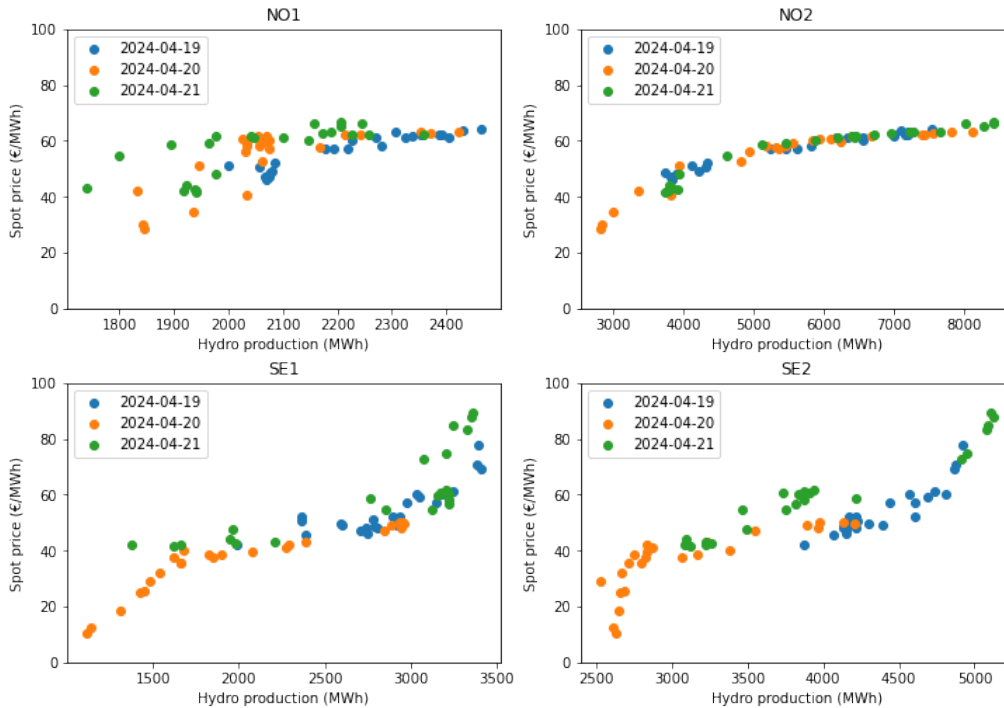 NO1
100
80
60
40
20
0
Spot price (€/MWh)
2024-04-19
2024-04-20
2024-04-21
1800 1900 2000 2100 2200 2300 2400
Hydro production (MWh)
NO2
100
80
60
40
20
0
Spot price (€/MWh)
2024-04-19
2024-04-20
2024-04-21
3000 4000 5000 6000 7000 8000
Hydro production (MWh)
SE1
100
80
60
40
20
0
Spot price (€/MWh)
2024-04-19
2024-04-20
2024-04-21
1500 2000 2500 3000 3500
Hydro production (MWh)
SE2
100
80
60
40
20
0
Spot price (€/MWh)
2024-04-19
2024-04-20
2024-04-21
2500 3000 3500 4000 4500 5000
Hydro production (MWh)